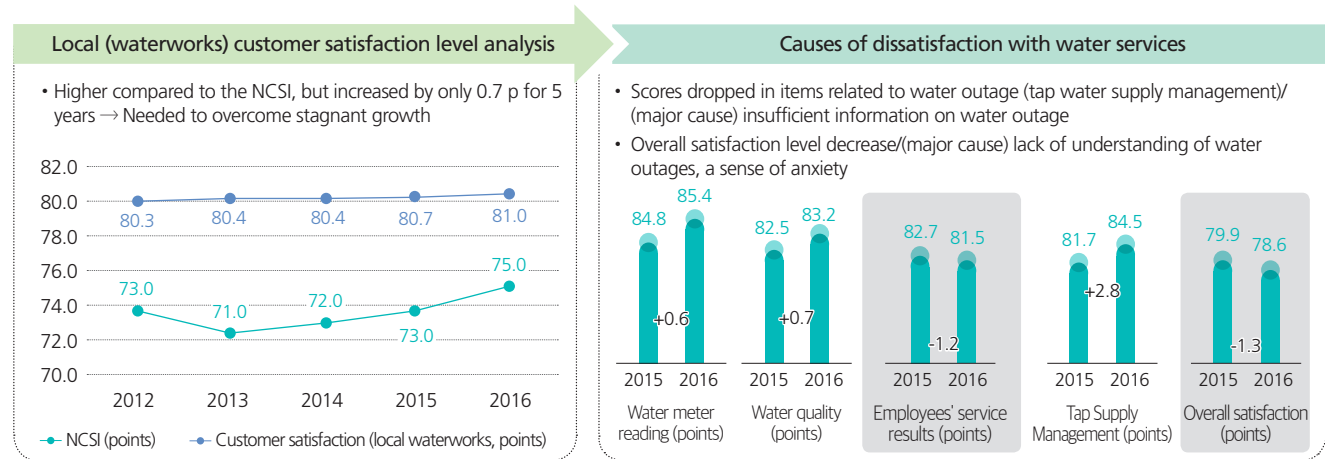 Local (waterworks) customer satisfaction level analysis
• Higher compared to the NCSI, but increased by only 0.7 p for 5
years → Needed to overcome stagnant growth
82.0
80.0
78.0
76.0
74.0
72.0
70.0
80.3
80.4
80.4
80.7
81.0
73.0
71.0
72.0
73.0
75.0
2012
2013
2014
2015
2016
NCSI (points)
Customer satisfaction (local waterworks, points)
Causes of dissatisfaction with water services
• Scores dropped in items related to water outage (tap water supply management)/
(major cause) insufficient information on water outage
• Overall satisfaction level decrease/(major cause) lack of understanding of water
outages, a sense of anxiety
84.8
85.4
+0.6
2015 2016
Water meter
reading (points)
82.5
83.2
+0.7
2015 2016
Water quality
(points)
82.7
81.5
-1.2
2015 2016
Employees' service
results (points)
81.7
84.5
+2.8
2015 2016
Tap Supply
Management (points)
79.9
78.6
-1.3
2015 2016
Overall satisfaction
(points)